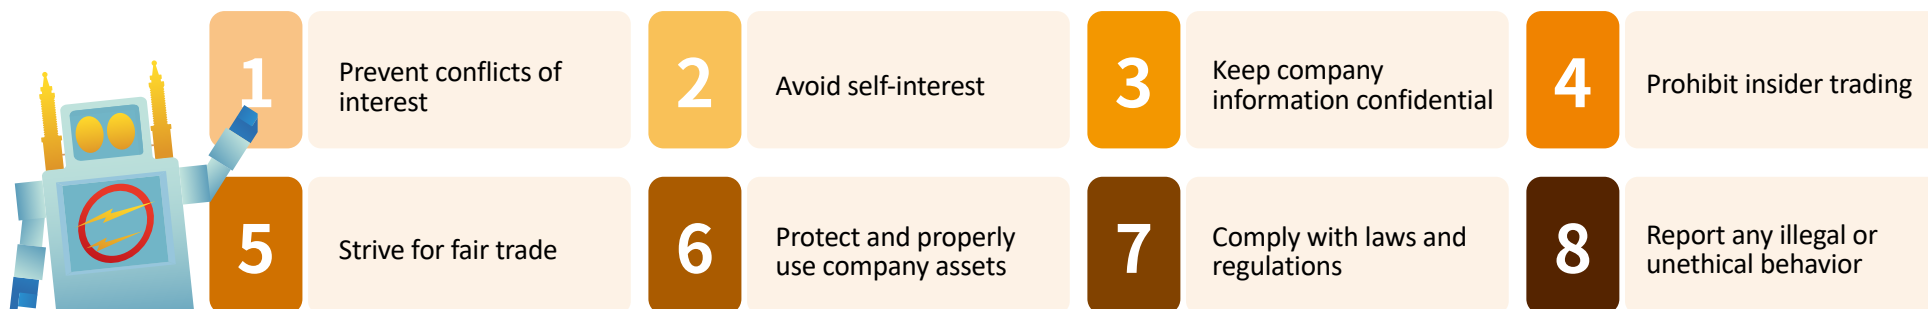 1
Prevent conflicts of
interest
2
Avoid self-interest
3
Keep company
information confidential
4
Prohibit insider trading
5
Strive for fair trade
6
Protect and properly
use company assets
7
Comply with laws and
regulations
8
Report any illegal or
unethical behavior